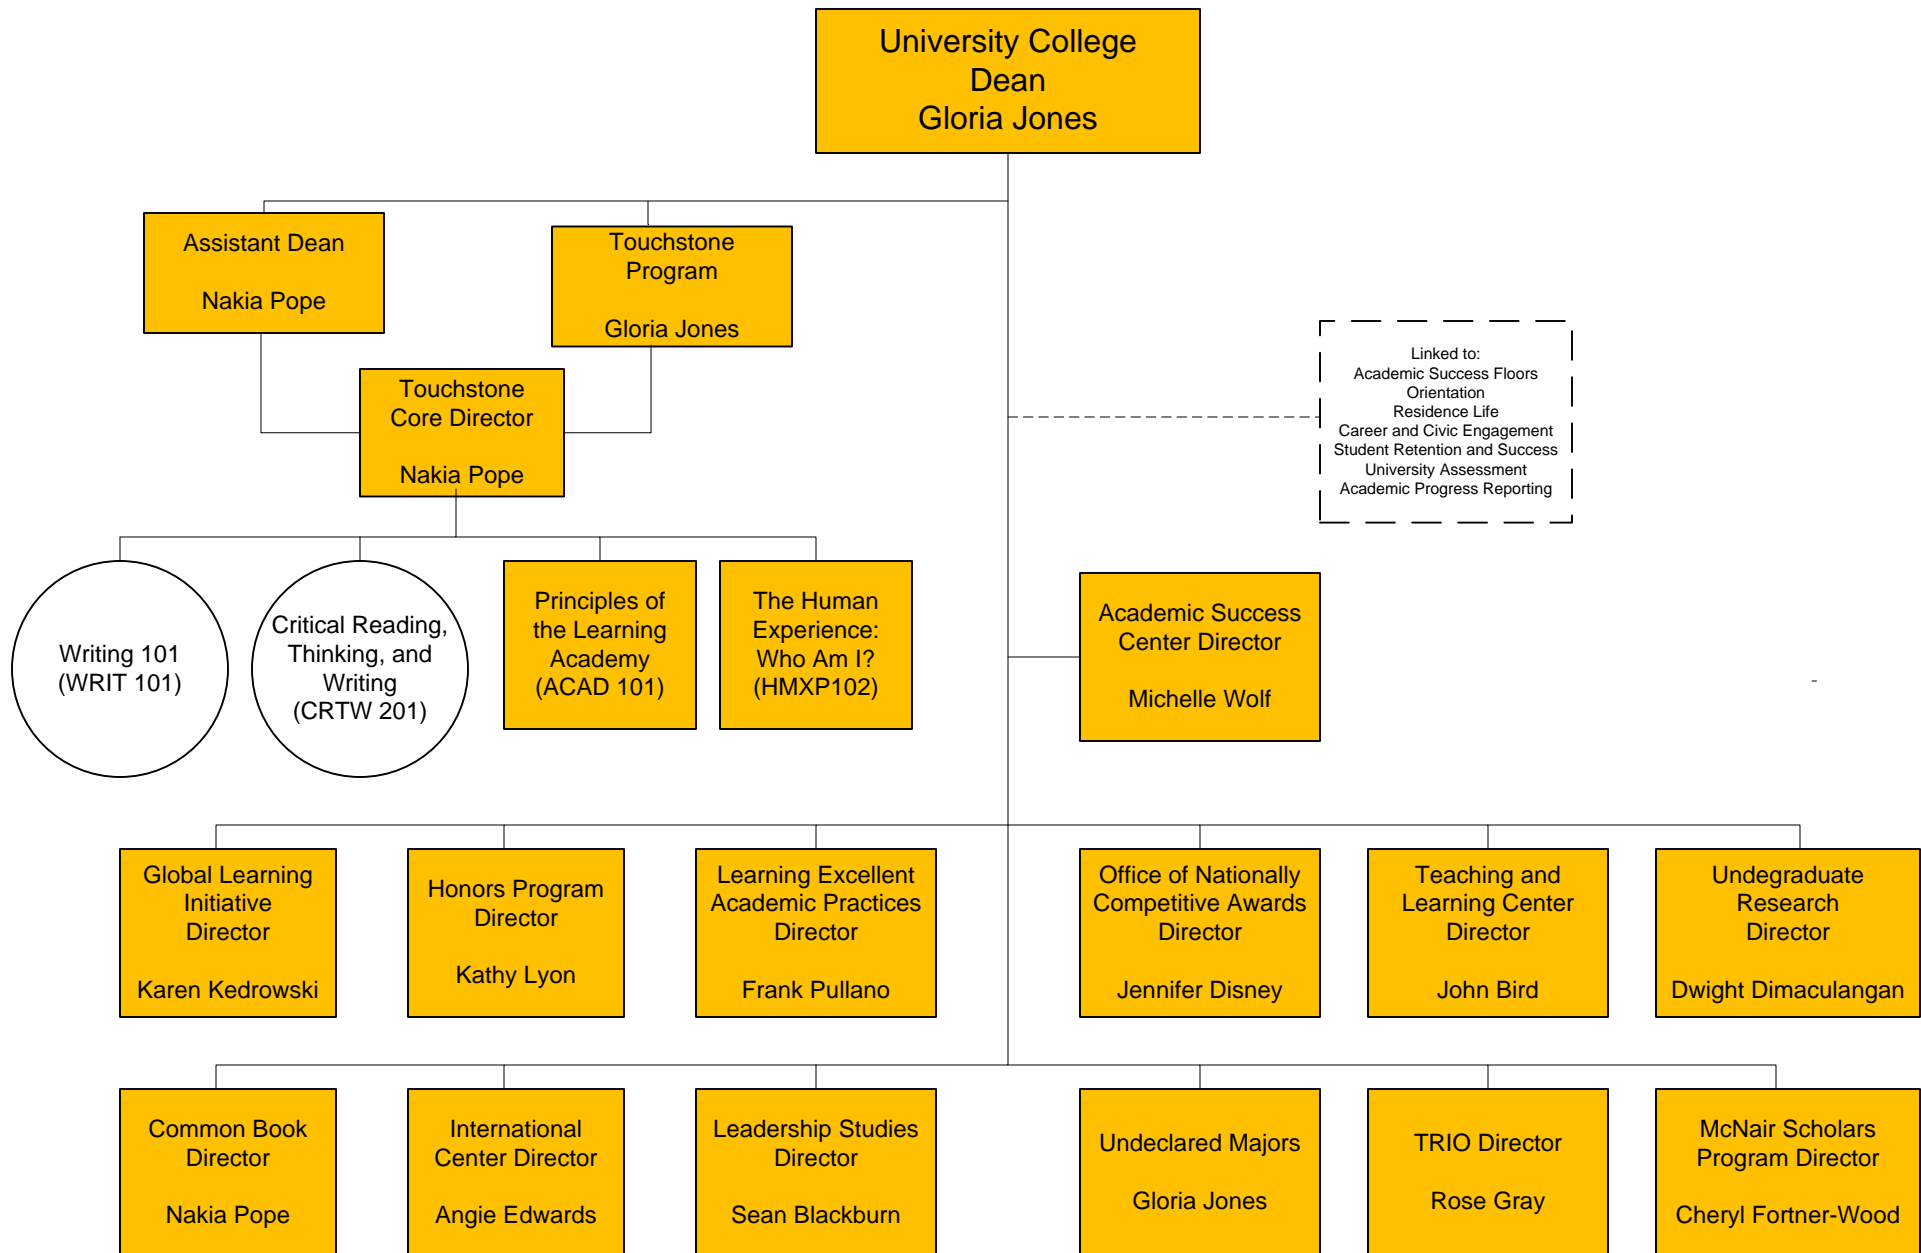 University College
Dean
Gloria Jones
Assistant Dean
Nakia Pope
Touchstone
Program
Gloria Jones
Touchstone
Core Director
Nakia Pope
Linked to:
Academic Success Floors
Orientation
Residence Life
Career and Civic Engagement
Student Retention and Success
University Assessment
Academic Progress Reporting
Writing 101
(WRIT 101)
Critical Reading,
Thinking, and
Writing
(CRTW 201)
Principles of
the Learning
Academy
(ACAD 101)
The Human
Experience:
Who Am I?
(HMXP102)
Academic Success
Center Director
Michelle Wolf
Global Learning
Initiative
Director
Karen Kedrowski
Honors Program
Director
Kathy Lyon
Learning Excellent
Academic Practices
Director
Frank Pullano
Office of Nationally
Competitive Awards
Director
Jennifer Disney
Teaching and
Learning Center
Director
John Bird
Undegraduate
Research
Director
Dwight Dimaculangan
Common Book
Director
Nakia Pope
International
Center Director
Angie Edwards
Leadership Studies
Director
Sean Blackburn
Undeclared Majors
Gloria Jones
TRIO Director
Rose Gray
McNair Scholars
Program Director
Cheryl Fortner-Wood